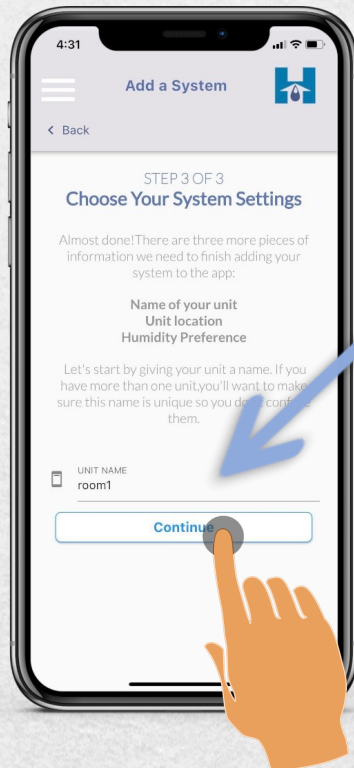 4:31
Add a System
< Back
STEP 3 OF 3
Choose Your System Settings
Almost done!There are three more pieces of
information we need to finish adding your
system to the app:
Name of your unit
Unit location
Humidity Preference
Let's start by giving your unit a name. If you
have more than one unit,you'll want to make
sure this name is unique so you
them.
UNIT NAME
room1
Continue